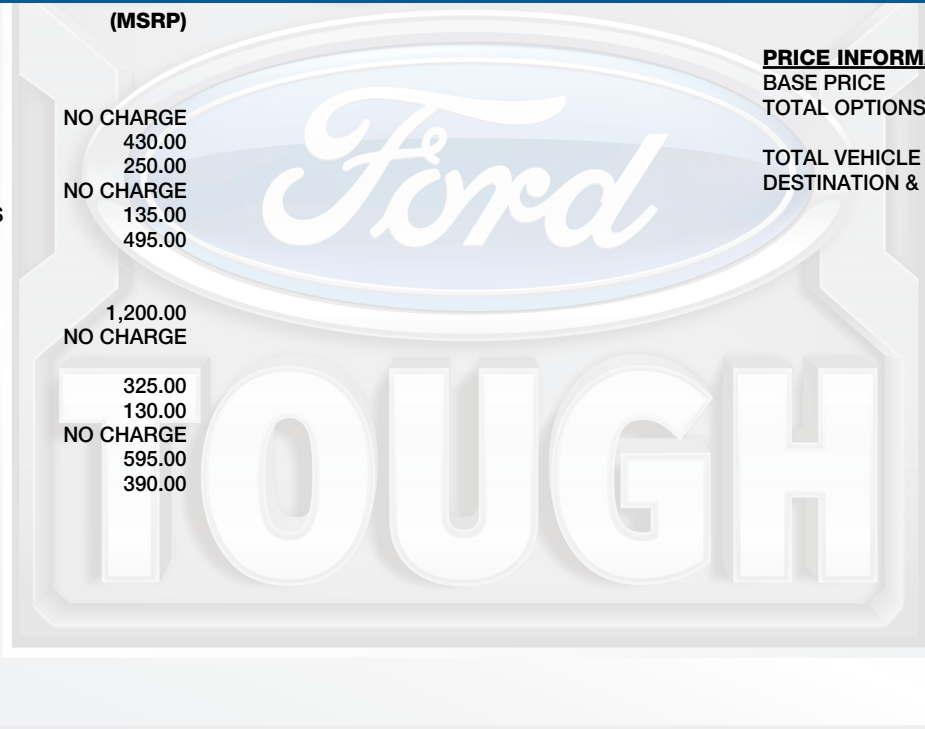 (MSRP)
NO CHARGE
430.00
250.00
NO CHARGE
135.00
495.00
1,200.00
NO CHARGE
325.00
130.00
NO CHARGE
595.00
390.00
PRICE INFORMA
BASE PRICE
TOTAL OPTIONS
TOTAL VEHICLE
DESTINATION &
S
Ford
TOUGH